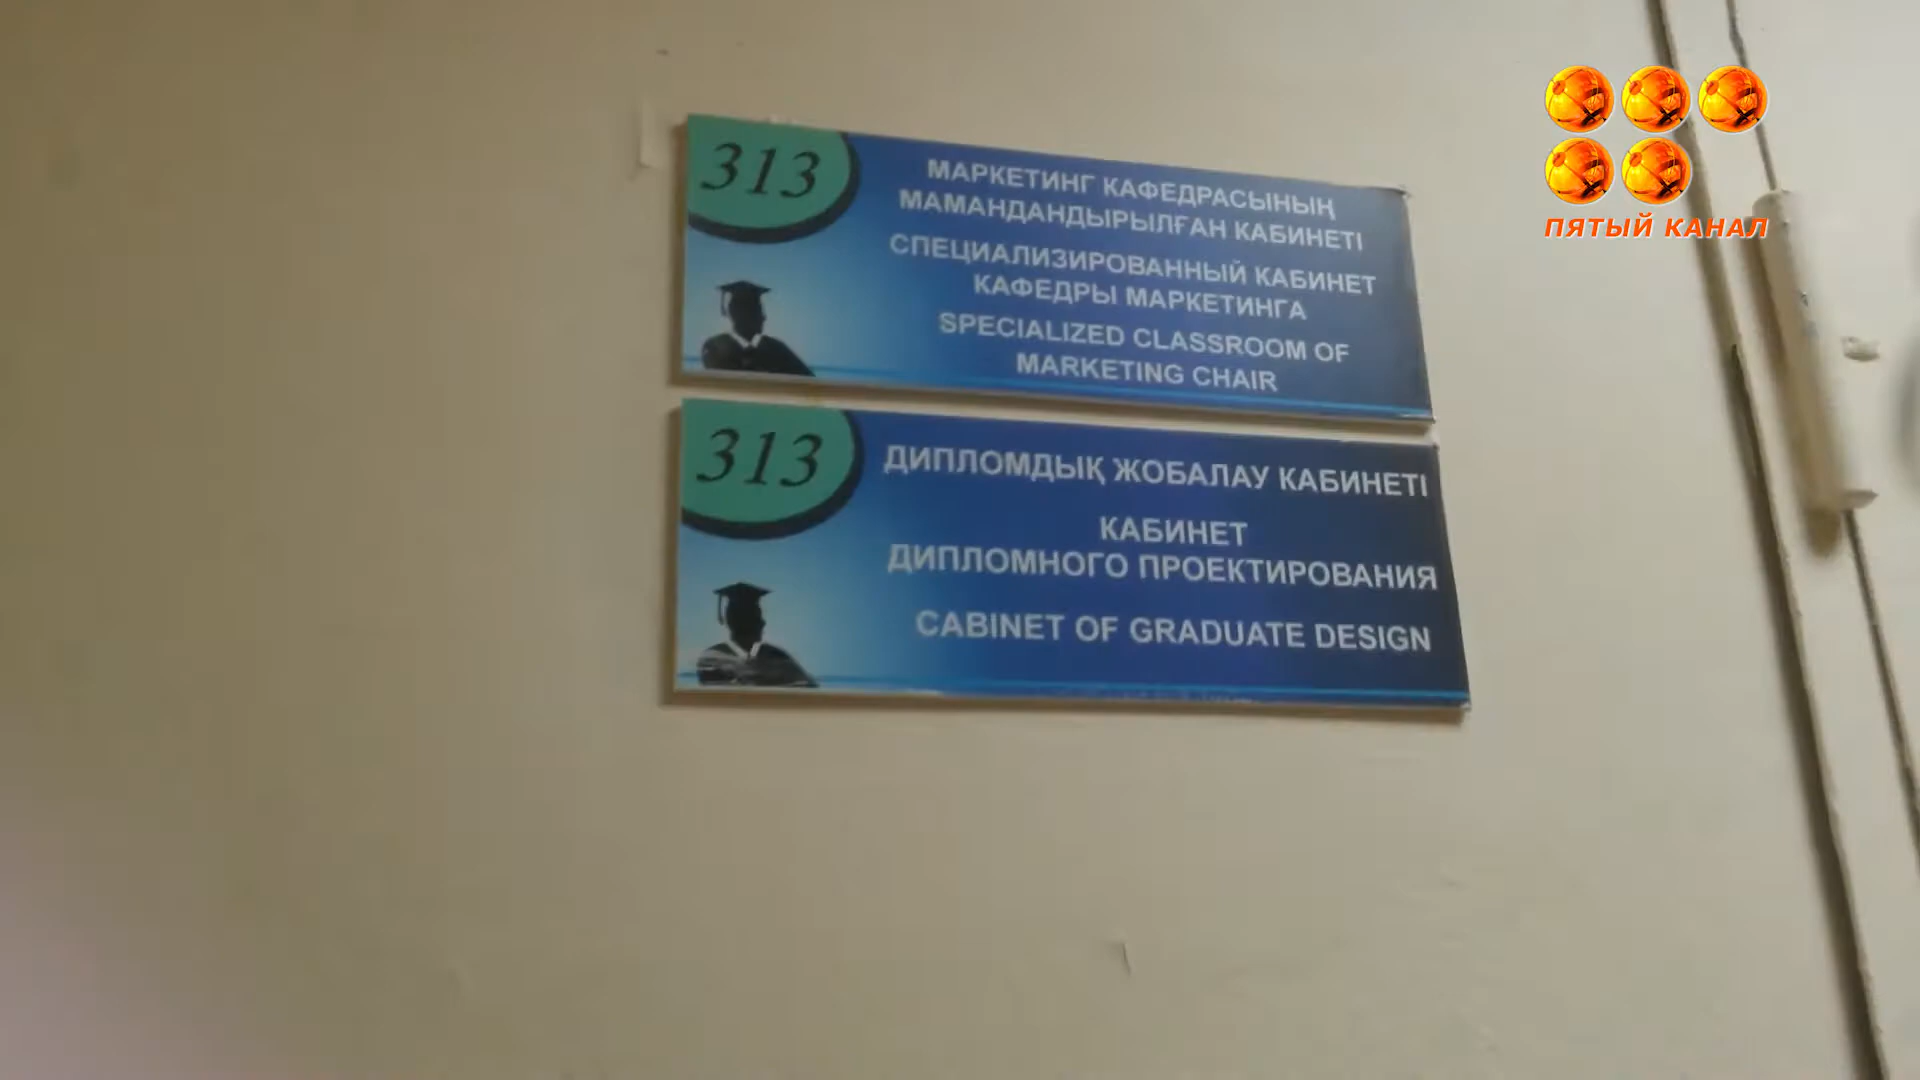 313
МАРКЕТИНГ КАФЕДРАСЫНЫҢ
МАМАНДАНДЫРЫЛҒАН КАБИНЕТІ
СПЕЦИАЛИЗИРОВАННЫЙ КАБИНЕТ
КАФЕДРЫ МАРКЕТИНГА
SPECIALIZED CLASSROOM OF
MARKETING CHAIR
313
ДИПЛОМДЫҚ ЖОБАЛАУ КАБИНЕТІ
КАБИНЕТ
ДИПЛОМНОГО ПРОЕКТИРОВАНИЯ
CABINET OF GRADUATE DESIGN
ПЯТЫЙ КАНАЛ